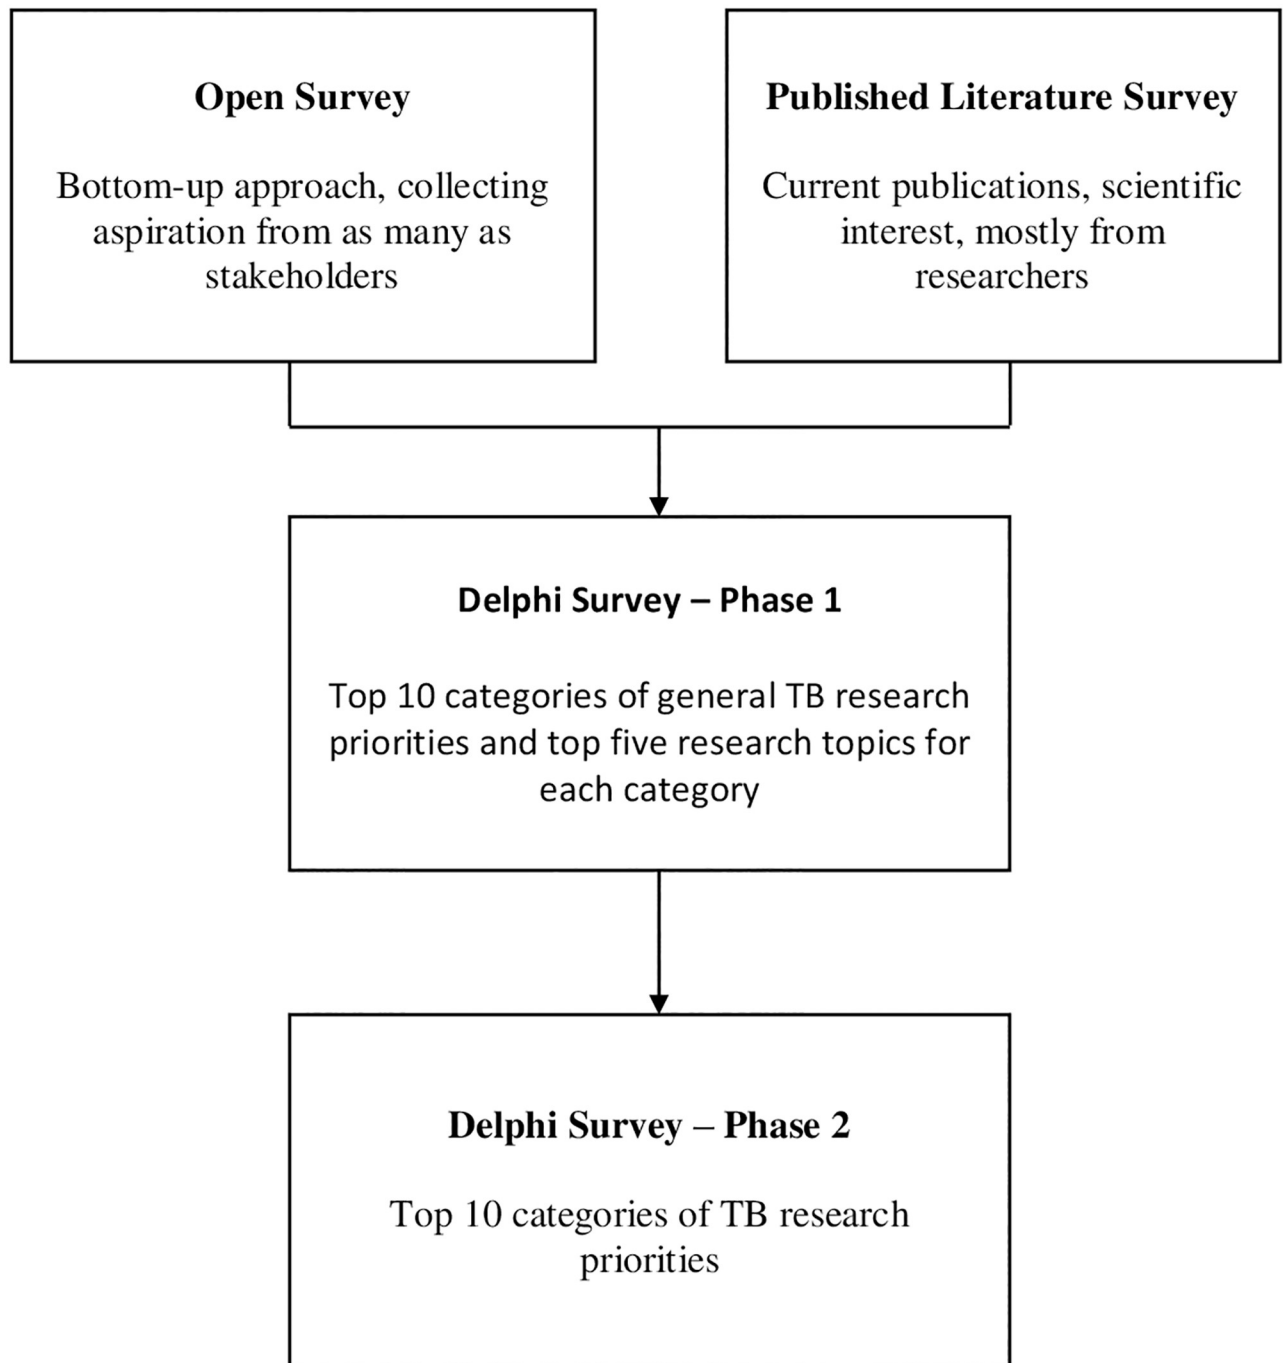 Open Survey
Bottom-up approach, collecting
aspiration from as many as
stakeholders
Published Literature Survey
Current publications, scientific
interest, mostly from
researchers
Delphi Survey – Phase 1
Top 10 categories of general TB research
priorities and top five research topics for
each category
Delphi Survey – Phase 2
Top 10 categories of TB research
priorities